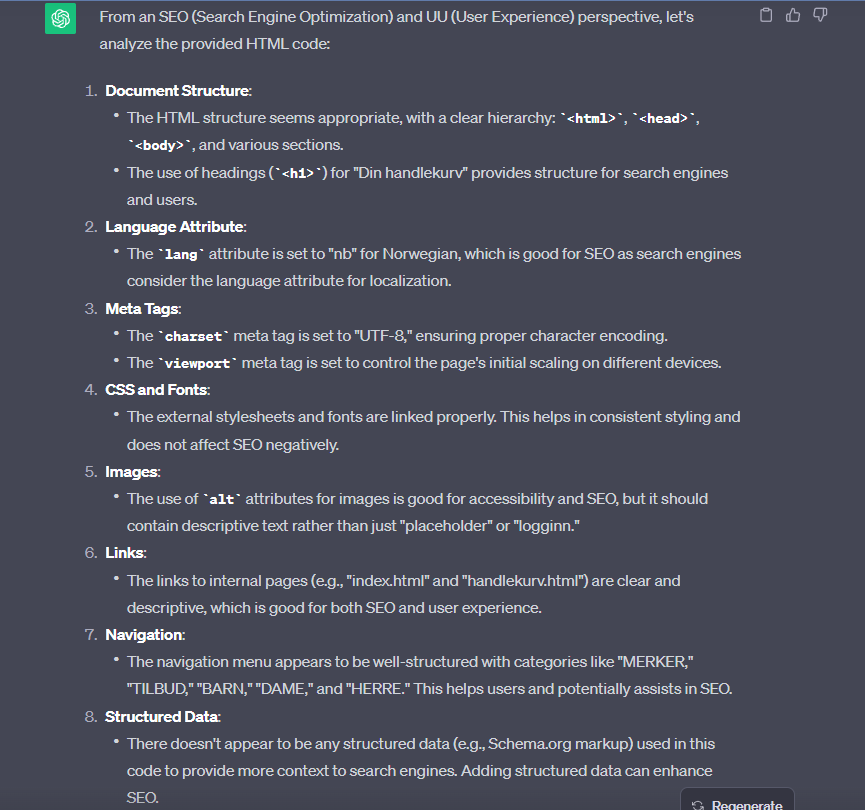 From an SEO (Search Engine Optimization) and UU (User Experience) perspective, let's
analyze the provided HTML code:
1. Document Structure:
• The HTML structure seems appropriate, with a clear hierarchy: `<html>`, `<head>`,
`<body>`, and various sections.
• The use of headings (`<h1>`) for "Din handlekurv" provides structure for search engines
and users.
2. Language Attribute:
• The `lang` attribute is set to "nb" for Norwegian, which is good for SEO as search engines
consider the language attribute for localization.
3. Meta Tags:
• The `charset` meta tag is set to "UTF-8," ensuring proper character encoding.
• The `viewport` meta tag is set to control the page's initial scaling on different devices.
4. CSS and Fonts:
• The external stylesheets and fonts are linked properly. This helps in consistent styling and
does not affect SEO negatively.
5. Images:
• The use of `alt` attributes for images is good for accessibility and SEO, but it should
contain descriptive text rather than just "placeholder" or "logginn."
6. Links:
• The links to internal pages (e.g., "index.html" and "handlekurv.html") are clear and
descriptive, which is good for both SEO and user experience.
7. Navigation:
• The navigation menu appears to be well-structured with categories like "MERKER,"
"TILBUD," "BARN," "DAME," and "HERRE." This helps users and potentially assists in SEO.
8. Structured Data:
• There doesn't appear to be any structured data (e.g., Schema.org markup) used in this
code to provide more context to search engines. Adding structured data can enhance
SEO.
Regenerate